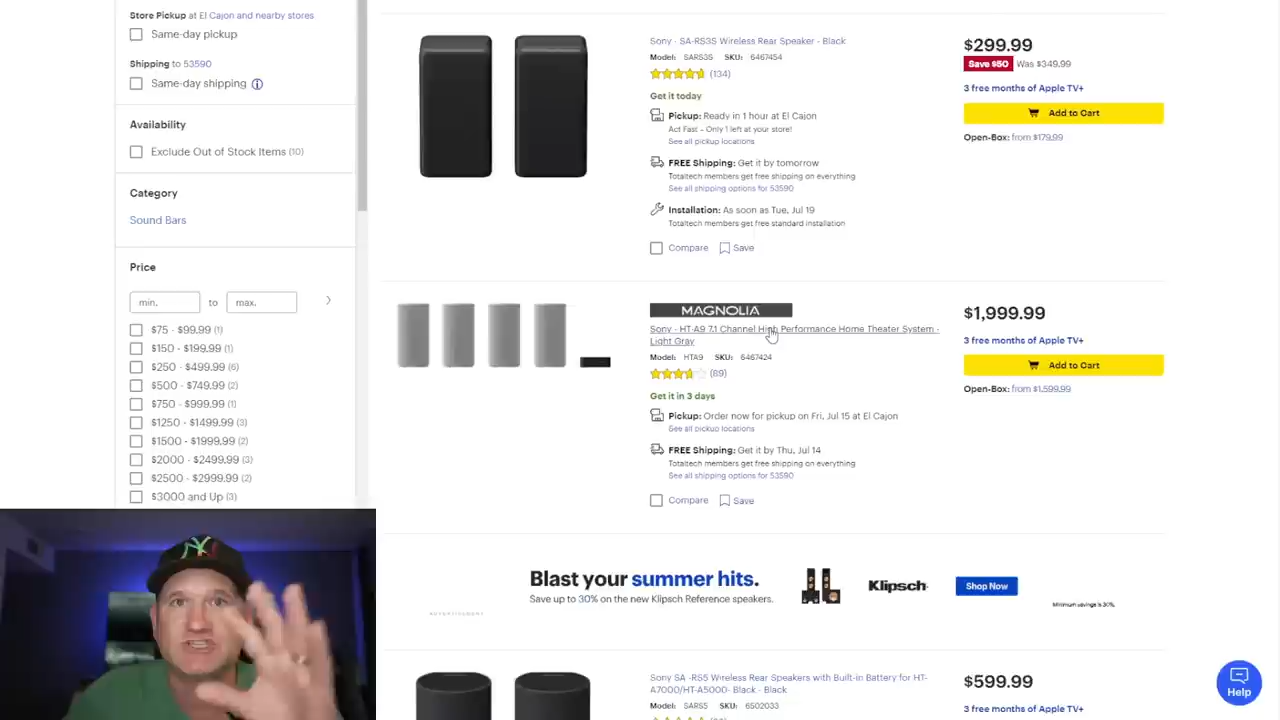 Store Pickup at El Cajon and nearby stores
Same-day pickup
Shipping to 53590
Same-day shipping
Availability
Exclude Out of Stock Items (10)
Category
Sound Bars
Price
min. to max.
$75 - $99.99 (1)
$150 - $199.99 (1)
$250 - $499.99 (6)
$500 - $749.99 (2)
$750 - $999.99 (1)
$1250 - $1499.99 (3)
$1500 - $1999.99 (2)
$2000 - $2499.99 (3)
$2500 - $2999.99 (2)
$3000 and Up (3)
Sony - SA-RS3S Wireless Rear Speaker - Black
Model: SARS3S SKU: 6467454
(134)
Get it today
Pickup: Ready in 1 hour at El Cajon
Act Fast - Only 1 left at your store!
See all pickup locations
FREE Shipping: Get it by tomorrow
Totaltech members get free shipping on everything
See all shipping options for 53590
Installation: As soon as Tue, Jul 19
Totaltech members get free standard installation
Compare Save
$299.99
Save $50 Was $349.99
3 free months of Apple TV+
Add to Cart
Open-Box: from $179.99
MAGNOLIA
Sony - HT-A9 7.1 Channel High Performance Home Theater System -
Light Gray
Model: HTA9 SKU: 6467424
(89)
Get it in 3 days
Pickup: Order now for pickup on Fri, Jul 15 at El Cajon
See all pickup locations
FREE Shipping: Get it by Thu, Jul 14
Totaltech members get free shipping on everything
See all shipping options for 53590
Compare Save
$1,999.99
3 free months of Apple TV+
Add to Cart
Open-Box: from $1,599.99
Blast your summer hits.
Save up to 30% on the new Klipsch Reference speakers.
Klipsch
Shop Now
Minimum savings is 30%.
ADVERTISEMENT
Sony SA -RS5 Wireless Rear Speakers with Built-in Battery for HT-
A7000/HT-A5000- Black - Black
Model: SARS5 SKU: 6502033
$599.99
3 free months of Apple TV+
Help
NY